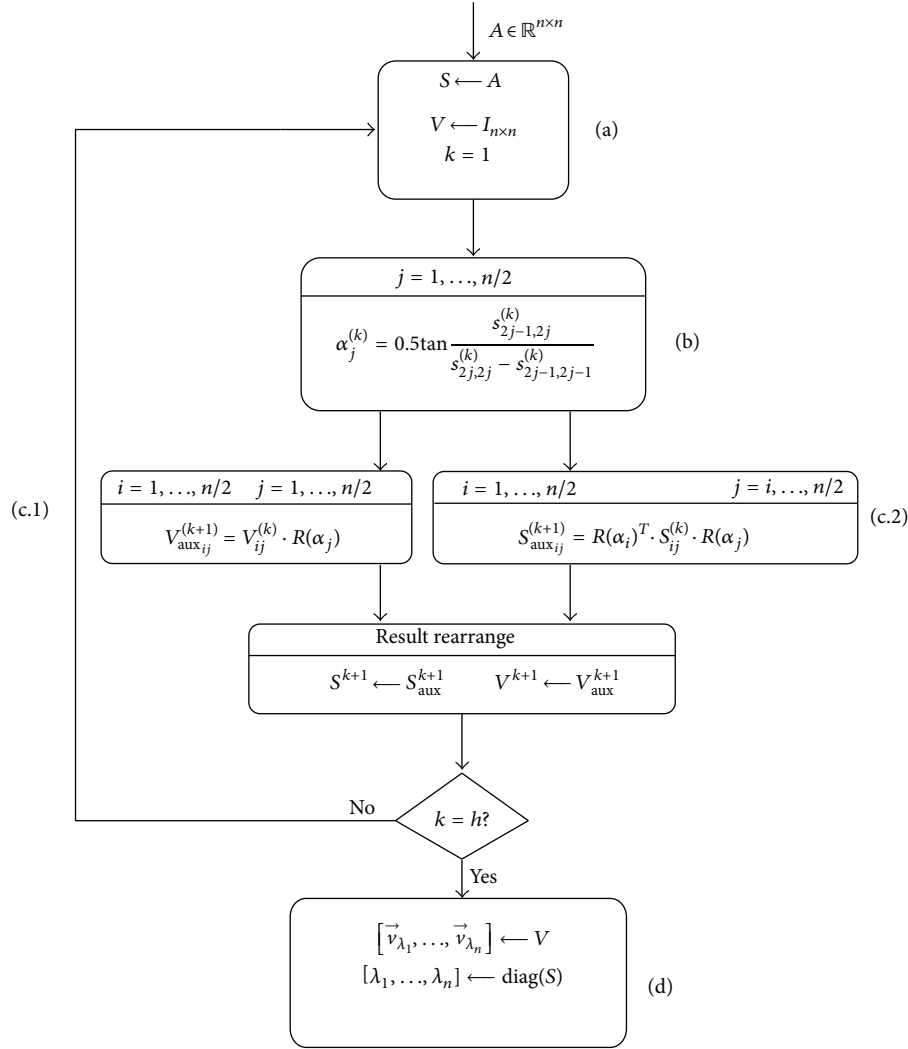 A ∈ ℝ^{n×n}
S ⟵ A
V ⟵ I_{n×n}
k = 1
(a)
j = 1, …, n/2
α_j^{(k)} = 0.5tan s_{2j−1,2j}^{(k)} / (s_{2j,2j}^{(k)} − s_{2j−1,2j−1}^{(k)})
(b)
(c.1)
i = 1, …, n/2 j = 1, …, n/2
V_{aux_{ij}}^{(k+1)} = V_{ij}^{(k)} · R(α_j)
i = 1, …, n/2 j = i, …, n/2
S_{aux_{ij}}^{(k+1)} = R(α_i)^T · S_{ij}^{(k)} · R(α_j)
(c.2)
Result rearrange
S^{k+1} ⟵ S_{aux}^{k+1} V^{k+1} ⟵ V_{aux}^{k+1}
No
k = h?
Yes
[v⃗_{λ_1}, …, v⃗_{λ_n}] ⟵ V
[λ_1, …, λ_n] ⟵ diag(S)
(d)